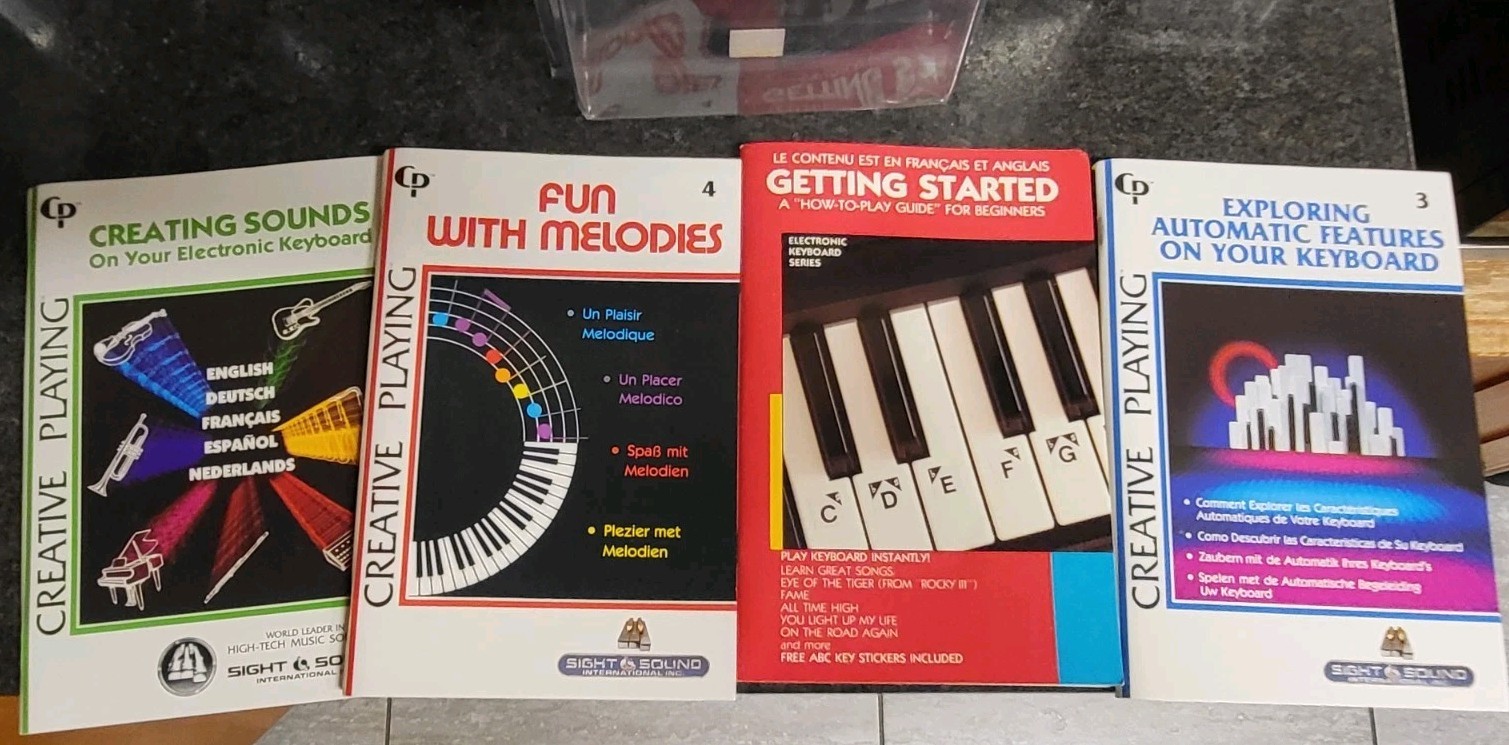 GETTING ST
CP
CREATING SOUNDS
On Your Electronic Keyboard
CREATIVE PLAYING
ENGLISH
DEUTSCH
FRANÇAIS
ESPAÑOL
NEDERLANDS
WORLD LEADER IN
HIGH-TECH MUSIC SO
SIGHT & SO
INTERNATIONAL
CP
4
FUN
WITH MELODIES
CREATIVE PLAYING
• Un Plaisir
Melodique
• Un Placer
Melodico
• Spaß mit
Melodien
• Plezier met
Melodien
SIGHT & SOUND
INTERNATIONAL INC.
LE CONTENU EST EN FRANÇAIS ET ANGLAIS
GETTING STARTED
A "HOW-TO-PLAY GUIDE" FOR BEGINNERS
ELECTRONIC
KEYBOARD
SERIES
C D E F G
PLAY KEYBOARD INSTANTLY!
LEARN GREAT SONGS
EYE OF THE TIGER (FROM "ROCKY III")
FAME
ALL TIME HIGH
YOU LIGHT UP MY LIFE
ON THE ROAD AGAIN
and more
FREE ABC KEY STICKERS INCLUDED
CP
3
EXPLORING
AUTOMATIC FEATURES
ON YOUR KEYBOARD
CREATIVE PLAYING
• Comment Explorer les Caractéristiques
Automatiques de Votre Keyboard
• Como Descubrir las Caracteristicas de Su Keyboard
• Zaubern mit de Automatik Ihres Keyboard's
• Spelen met de Automatische Begeleiding
Uw Keyboard
SIGHT & SOUND
INTERNATIONAL INC.